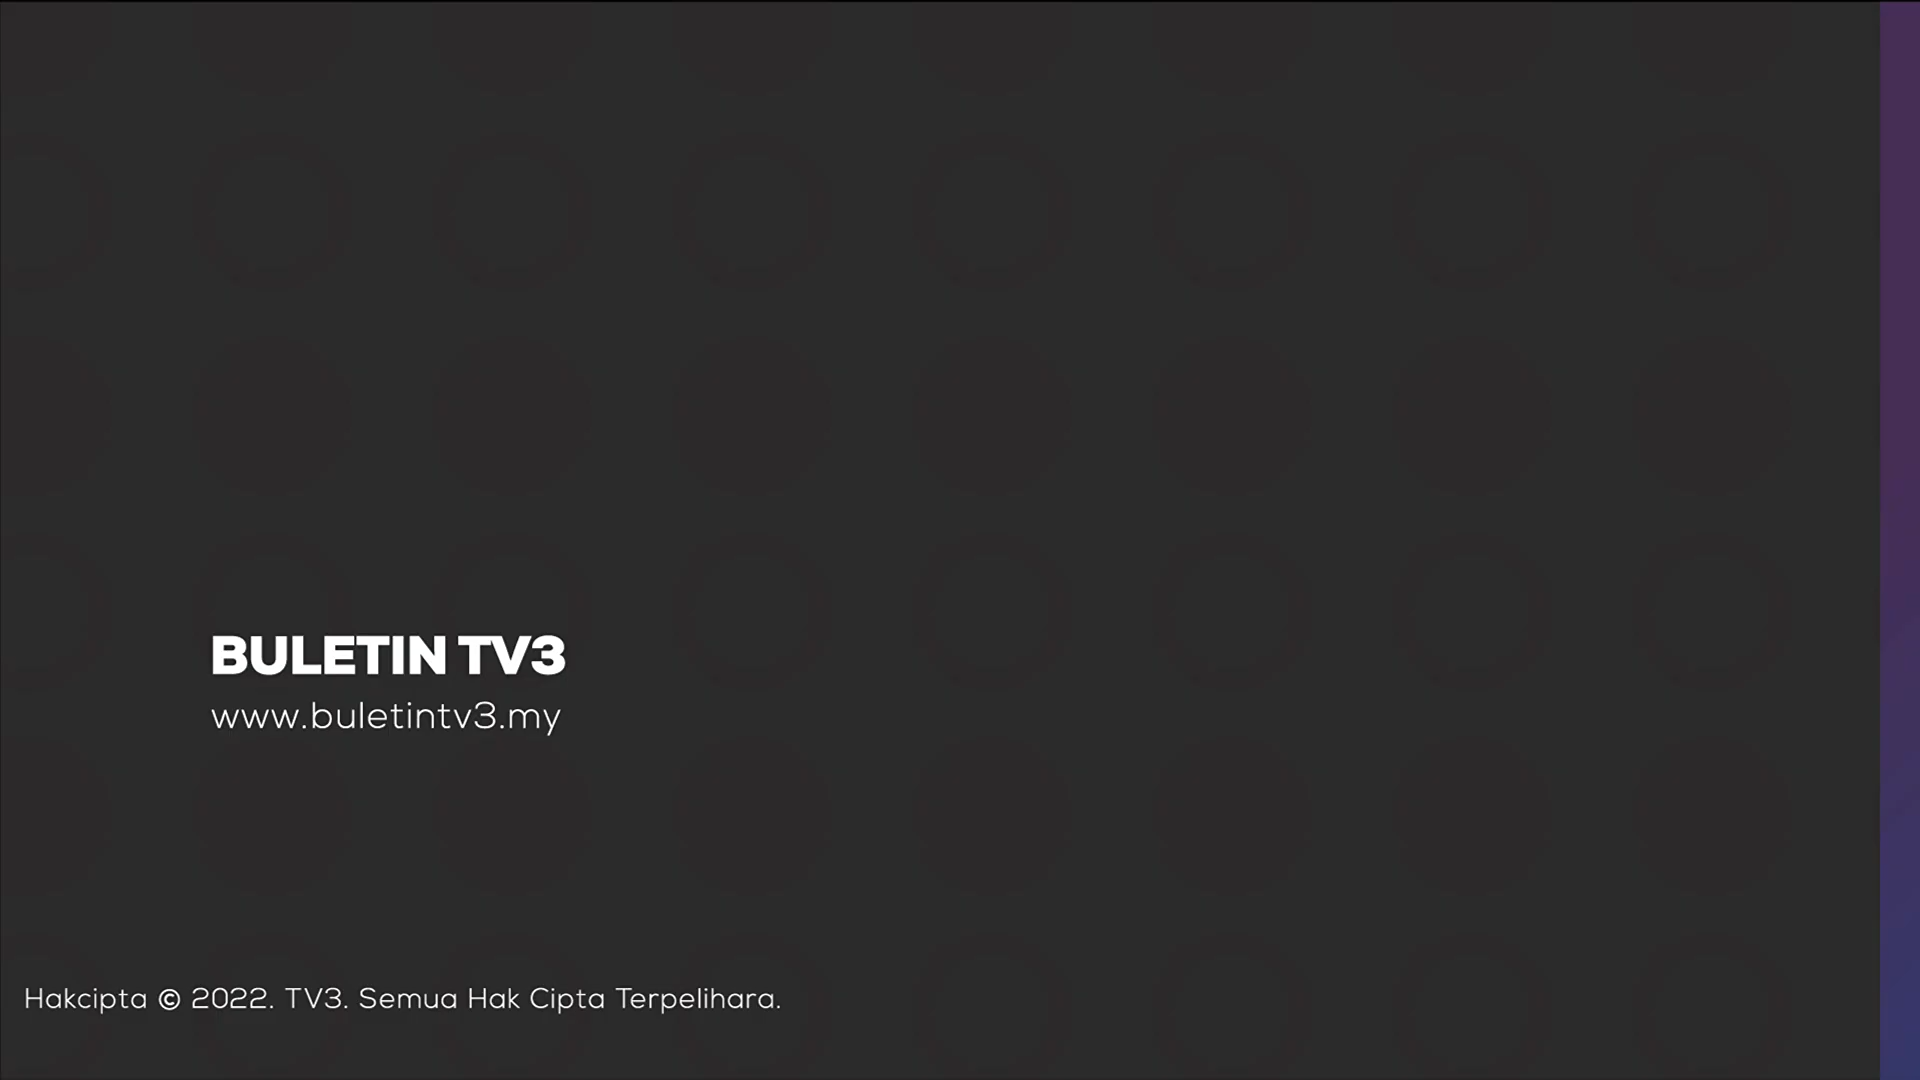 BULETIN TV3
www.buletintv3.my
Hakcipta © 2022. TV3. Semua Hak Cipta Terpelihara.